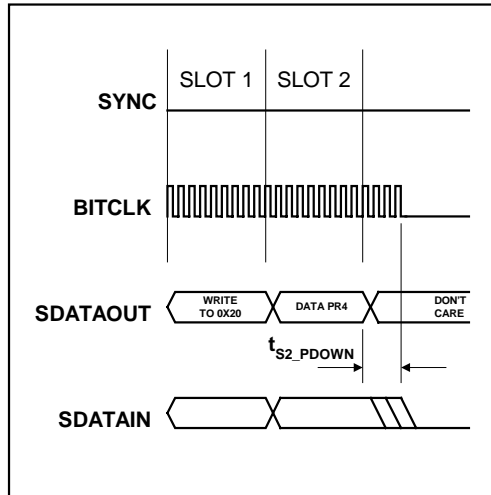 SLOT 1 SLOT 2
SYNC
BITCLK
SDATAOUT
WRITE
TO 0X20
DATA PR4
DON'T
CARE
tS2_PDOWN
SDATAIN